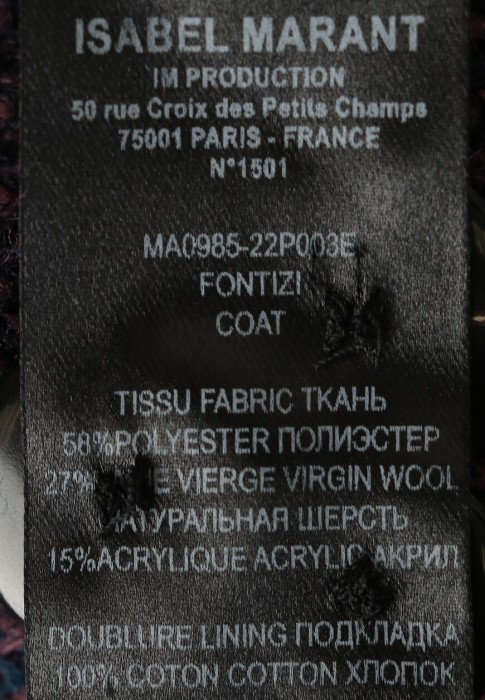 ISABEL MARANT
IM PRODUCTION
50 rue Croix des Petits Champs
75001 PARIS - FRANCE
N°1501
MA0985-22P003E
FONTIZI
COAT
TISSU FABRIC ТКАНЬ
58%POLYESTER ПОЛИЭСТЕР
27% VIERGE VIRGIN WOOL
НАТУРАЛЬНАЯ ШЕРСТЬ
15%ACRYLIQUE ACRYLIC АКРИЛ
DOUBLURE LINING ПОДКЛАДКА
100% COTON COTTON ХЛОПОК